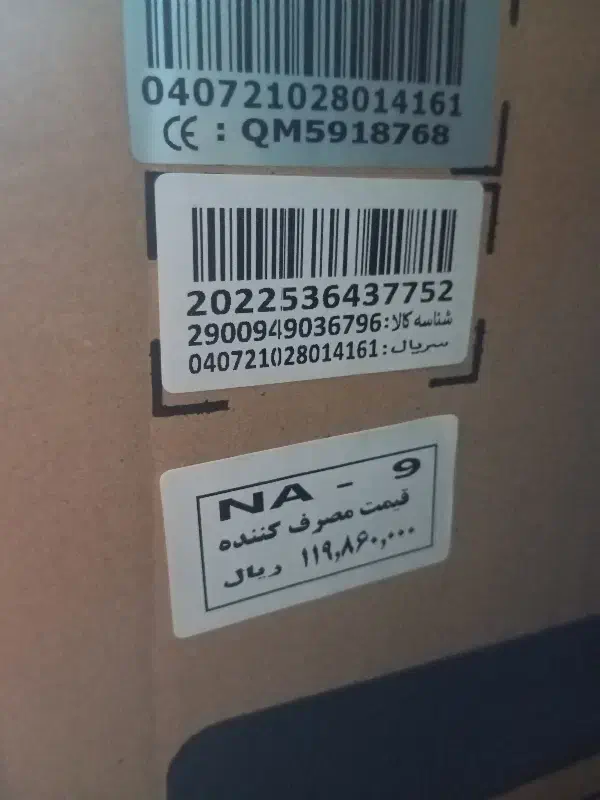 040721028014161
CE : QM5918768
2022536437752
شناسه کالا: 2900949036796
سریال: 040721028014161
NA - 9
قیمت مصرف کننده
۱۱۹,۸۶۰,۰۰۰ ریال